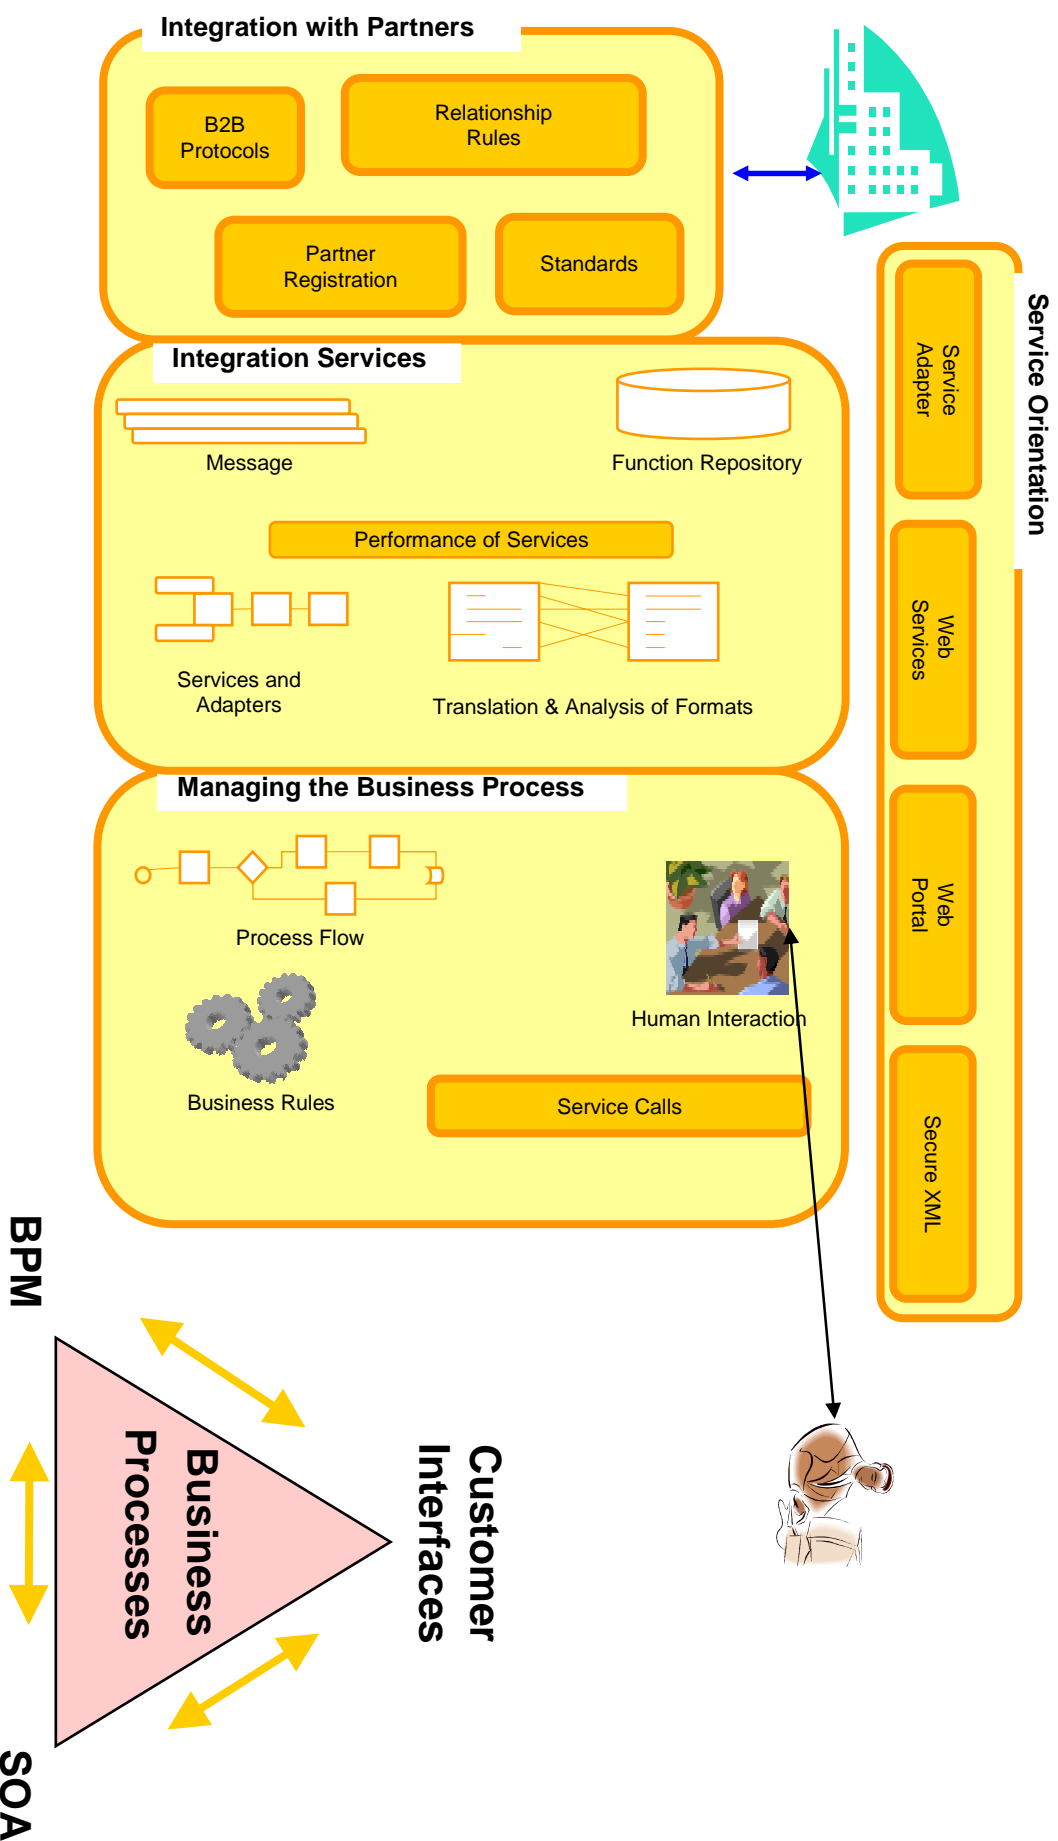 Integration with Partners
B2B
Protocols
Relationship
Rules
Partner
Registration
Standards
Integration Services
Message
Function Repository
Performance of Services
Services and
Adapters
Translation & Analysis of Formats
Managing the Business Process
Process Flow
Human Interaction
Business Rules
Service Calls
Service Orientation
Service
Adapter
Web
Services
Web
Portal
Secure XML
BPM
Business
Processes
Customer
Interfaces
SOA